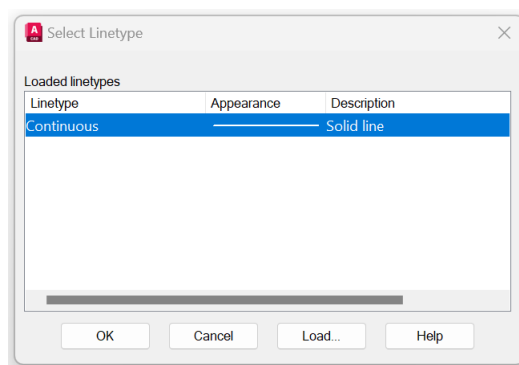 Select Linetype
Loaded linetypes
Linetype Appearance Description
Continuous Solid line
OK Cancel Load... Help